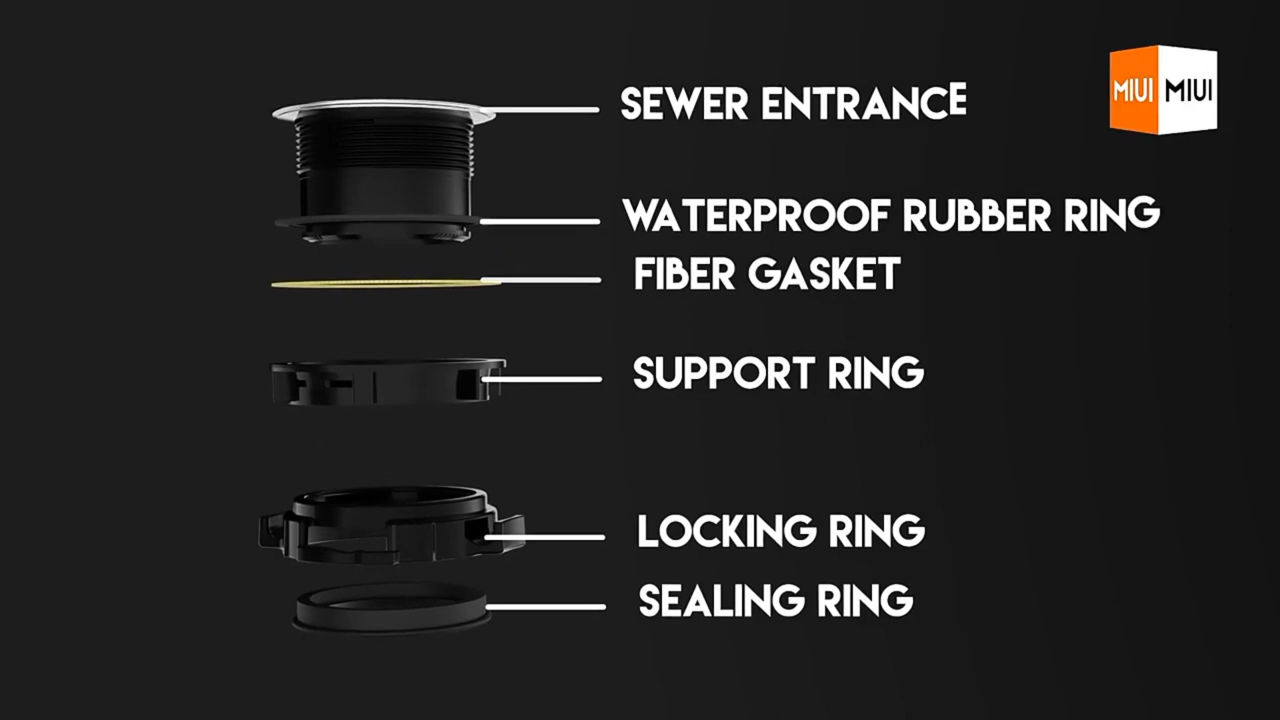 SEWER ENTRANCE
MIUI MIUI
WATERPROOF RUBBER RING
FIBER GASKET
SUPPORT RING
LOCKING RING
SEALING RING